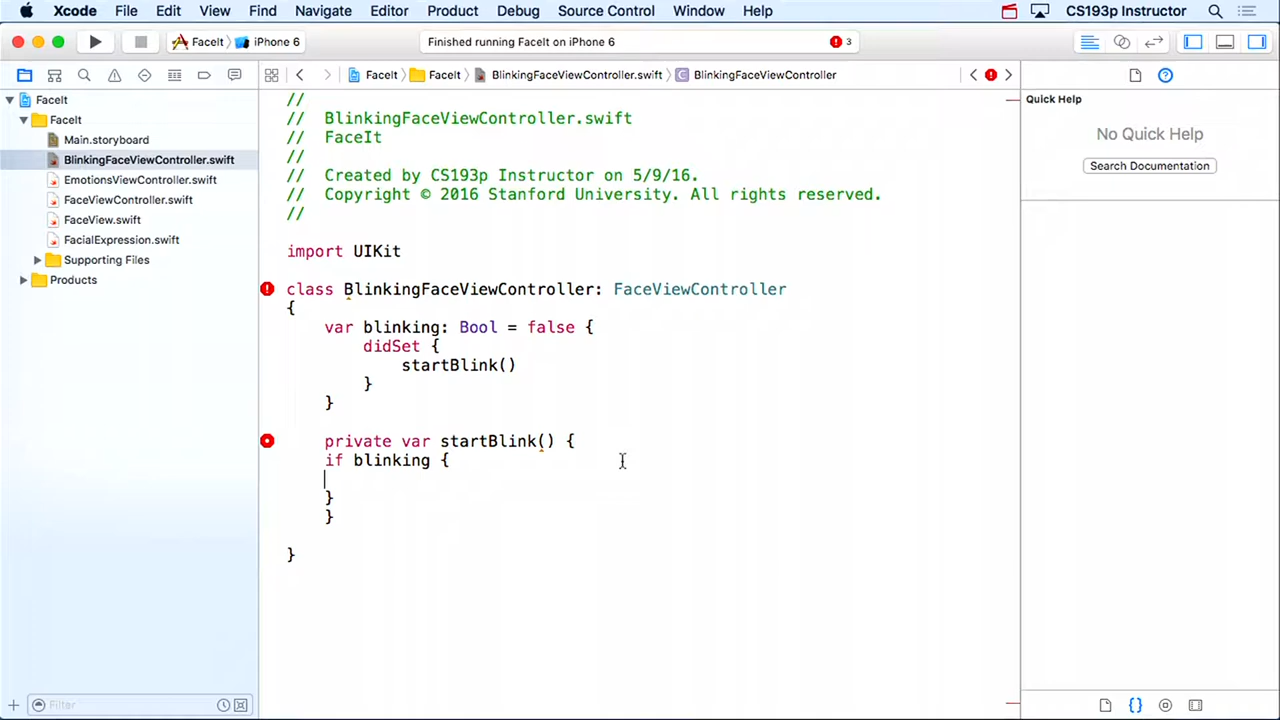 Xcode File Edit View Find Navigate Editor Product Debug Source Control Window Help CS193p Instructor
FaceIt iPhone 6 Finished running FaceIt on iPhone 6 3
FaceIt FaceIt BlinkingFaceViewController.swift BlinkingFaceViewController
FaceIt
FaceIt
Main.storyboard
BlinkingFaceViewController.swift
EmotionsViewController.swift
FaceViewController.swift
FaceView.swift
FacialExpression.swift
Supporting Files
Products
Filter
//
// BlinkingFaceViewController.swift
// FaceIt
//
// Created by CS193p Instructor on 5/9/16.
// Copyright © 2016 Stanford University. All rights reserved.
//
import UIKit
class BlinkingFaceViewController: FaceViewController
{
var blinking: Bool = false {
didSet {
startBlink()
}
}
private var startBlink() {
if blinking {
}
}
}
Quick Help
No Quick Help
Search Documentation